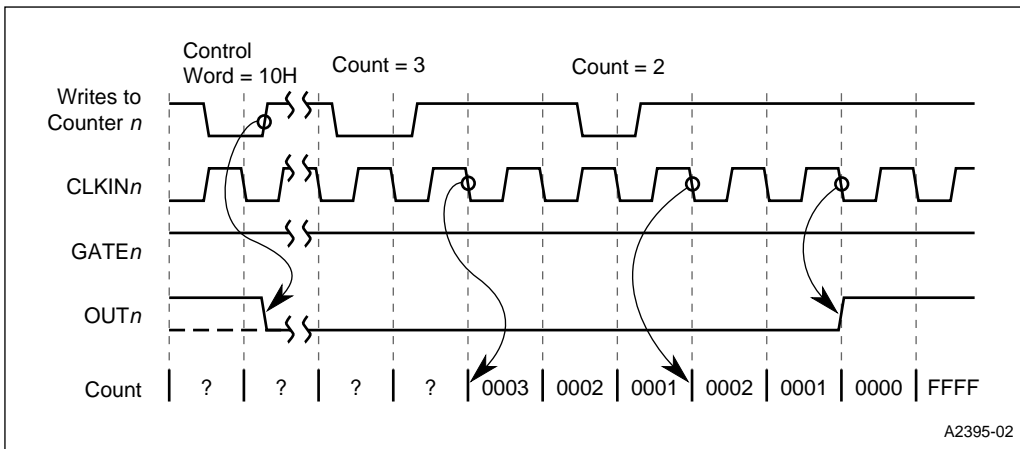 Control
Word = 10H
Count = 3
Count = 2
Writes to
Counter n
CLKINn
GATEn
OUTn
Count ? ? ? ? 0003 0002 0001 0002 0001 0000 FFFF
A2395-02